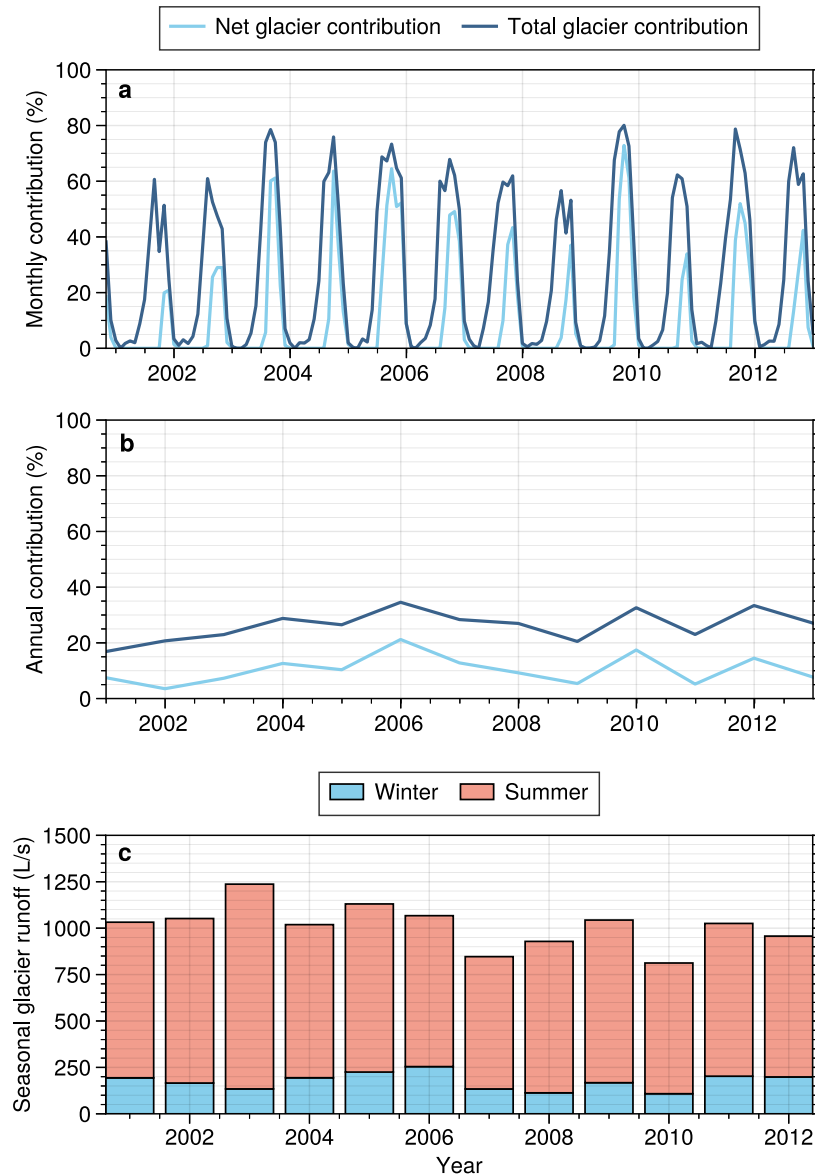 Net glacier contribution Total glacier contribution
a
Monthly contribution (%)
100
80
60
40
20
0
2002 2004 2006 2008 2010 2012
b
Annual contribution (%)
100
80
60
40
20
0
2002 2004 2006 2008 2010 2012
Winter Summer
c
Seasonal glacier runoff (L/s)
1500
1250
1000
750
500
250
0
2002 2004 2006 2008 2010 2012
Year